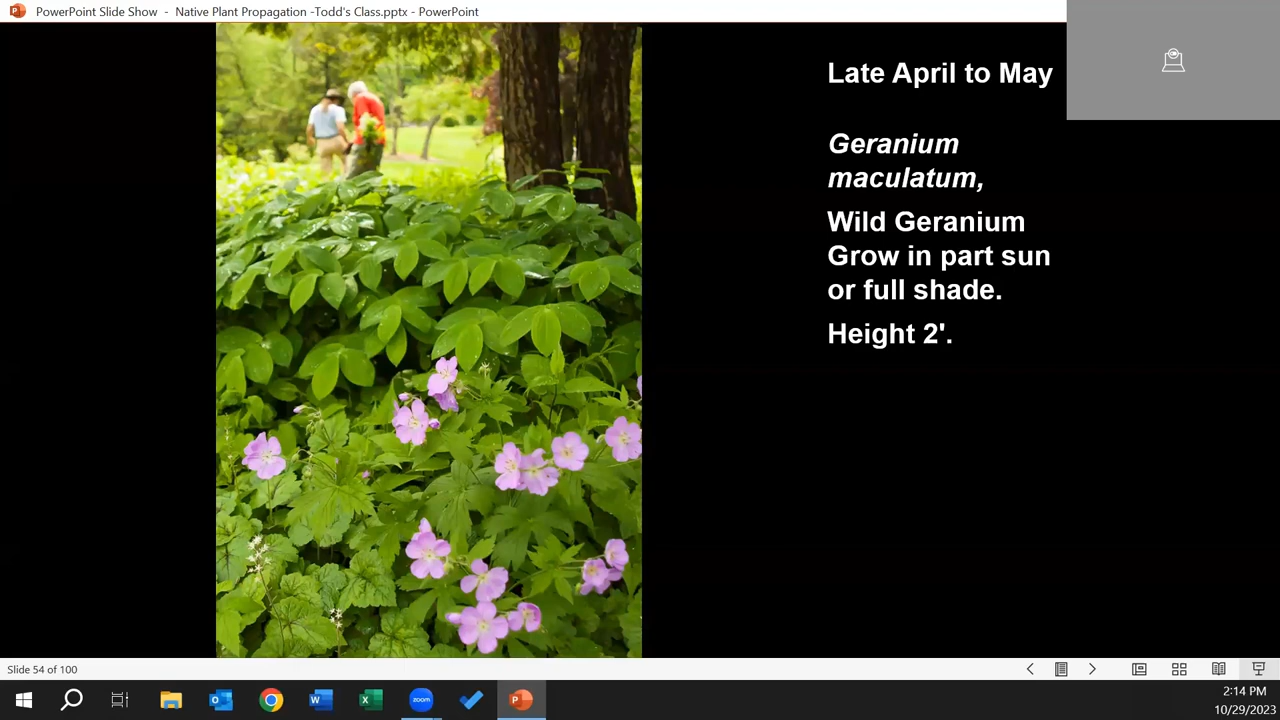 PowerPoint Slide Show - Native Plant Propagation -Todd's Class.pptx - PowerPoint
Late April to May
Geranium
maculatum,
Wild Geranium
Grow in part sun
or full shade.
Height 2'.
Slide 54 of 100
zoom
2:14 PM
10/29/2023